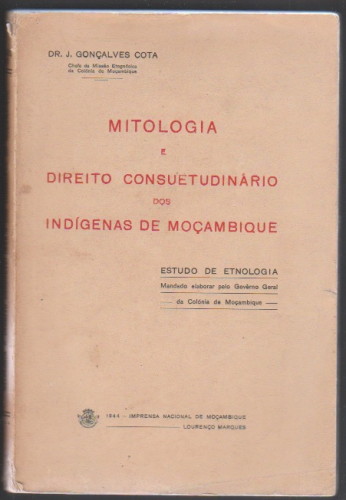 DR. J. GONÇALVES COTA
Chefe da Missão Etognósica
da Colónia de Moçambique
MITOLOGIA
E
DIREITO CONSUETUDINÁRIO
DOS
INDÍGENAS DE MOÇAMBIQUE
ESTUDO DE ETNOLOGIA
Mandado elaborar pelo Govêrno Geral
da Colónia de Moçambique
1944 — IMPRENSA NACIONAL DE MOÇAMBIQUE
LOURENÇO MARQUES